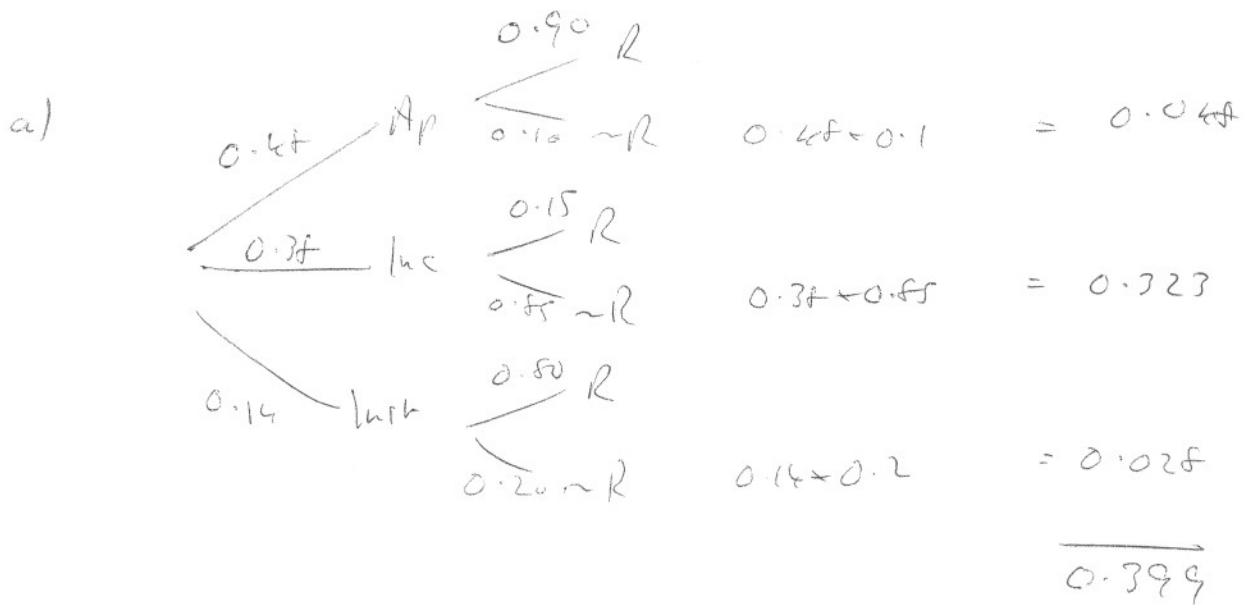 0.90 R
a)
0.48 Ap
0.10 ~R 0.48 × 0.1 = 0.048
0.15 R
0.38 Inc
0.85 ~R 0.38 × 0.85 = 0.323
0.80 R
0.14
0.20 ~R 0.14 × 0.2 = 0.028
0.399